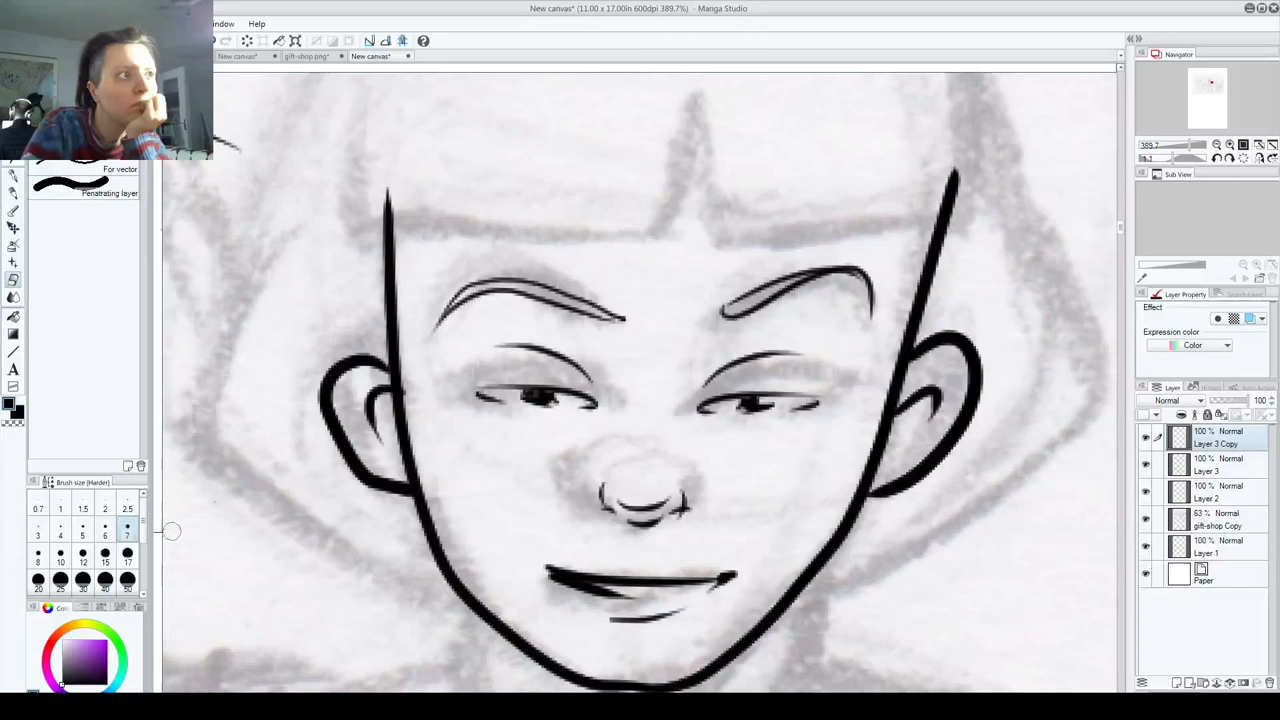 New canvas* (11.00 x 17.00in 600dpi 389.7%) - Manga Studio
indow Help
New canvas* gift-shop.png* New canvas*
Navigator
For vector
Penatrating layer
389.7
Sub View
Layer Property
Effect
Expression color
Color
Layer
Normal 100
100 % Normal
Layer 3 Copy
100 % Normal
Layer 3
100 % Normal
Layer 2
63 % Normal
gift-shop Copy
100 % Normal
Layer 1
Paper
Brush size [Harder]
0.7 1 1.5 2 2.5
3 4 5 6 7
8 10 12 15 17
20 25 30 40 50